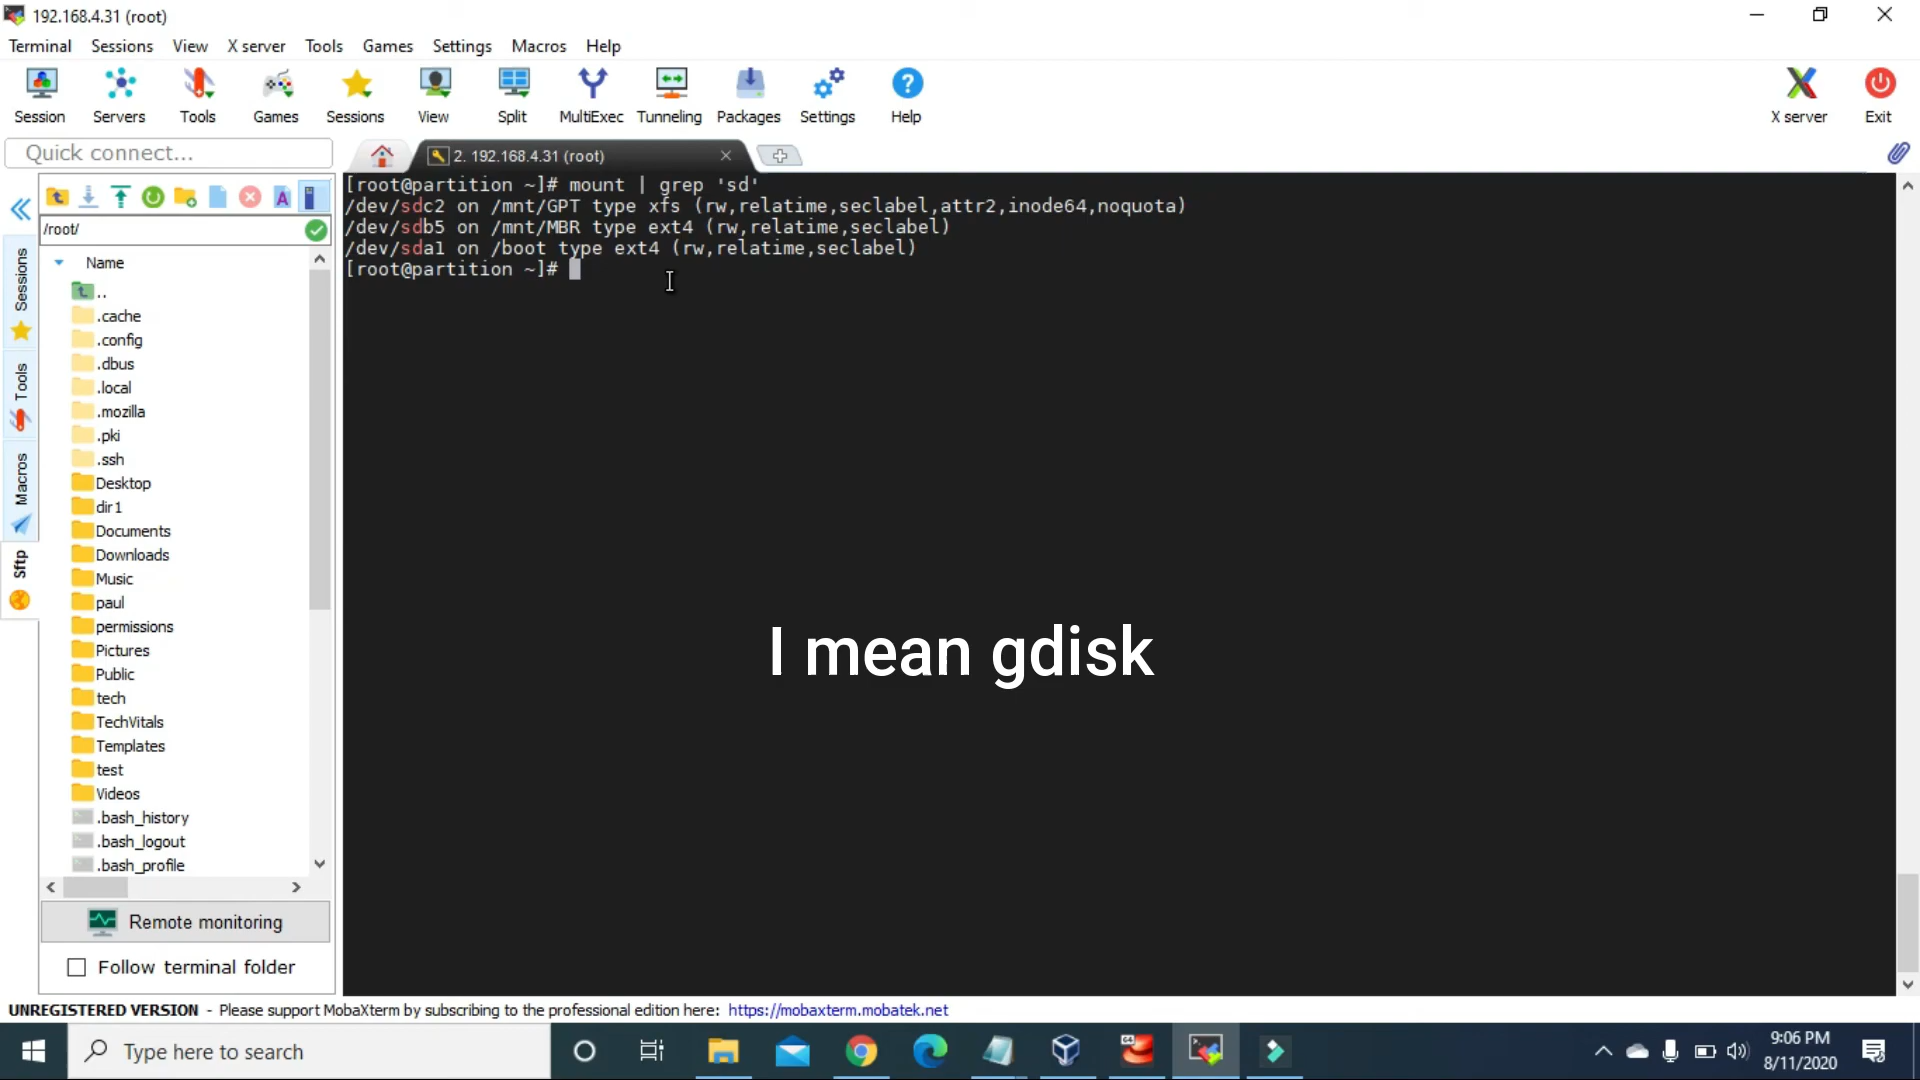 192.168.4.31 (root)
Terminal Sessions View X server Tools Games Settings Macros Help
Session Servers Tools Games Sessions View Split MultiExec Tunneling Packages Settings Help X server Exit
Quick connect...
2. 192.168.4.31 (root)
/root/
Name
..
.cache
.config
.dbus
.local
.mozilla
.pki
.ssh
Desktop
dir1
Documents
Downloads
Music
paul
permissions
Pictures
Public
tech
TechVitals
Templates
test
Videos
.bash_history
.bash_logout
.bash_profile
Sessions
Tools
Macros
Sftp
Remote monitoring
Follow terminal folder
[root@partition ~]# mount | grep 'sd'
/dev/sdc2 on /mnt/GPT type xfs (rw,relatime,seclabel,attr2,inode64,noquota)
/dev/sdb5 on /mnt/MBR type ext4 (rw,relatime,seclabel)
/dev/sda1 on /boot type ext4 (rw,relatime,seclabel)
[root@partition ~]#
I mean gdisk
UNREGISTERED VERSION - Please support MobaXterm by subscribing to the professional edition here: https://mobaxterm.mobatek.net
Type here to search
64
9:06 PM
8/11/2020